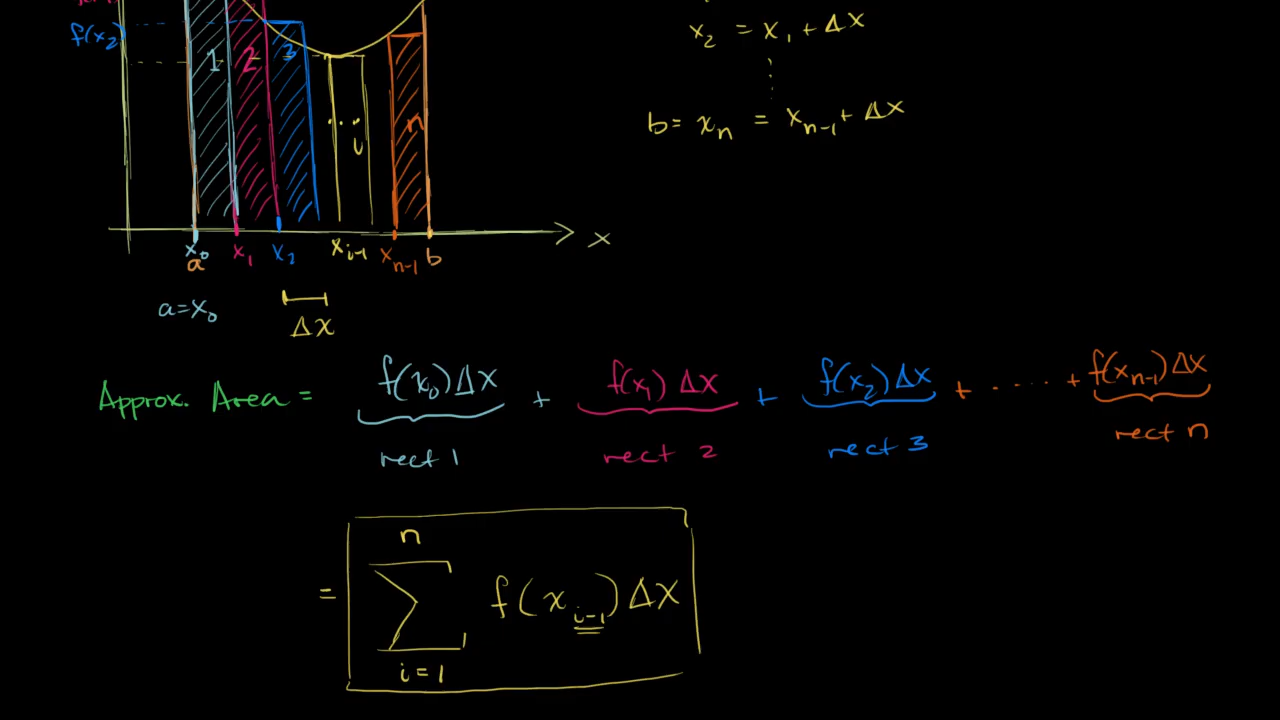 x₂ = x₁ + Δx
f(x₂)
1 2 3 ... i n
b = xₙ = xₙ₋₁ + Δx
x
x₀ x₁ x₂ xᵢ₋₁ xₙ₋₁ b
a
a = x₀
Δx
Approx. Area = f(x₀)Δx + f(x₁)Δx + f(x₂)Δx + ..... + f(xₙ₋₁)Δx
rect 1 rect 2 rect 3 rect n
n
= ∑ f(xᵢ₋₁)Δx
i = 1